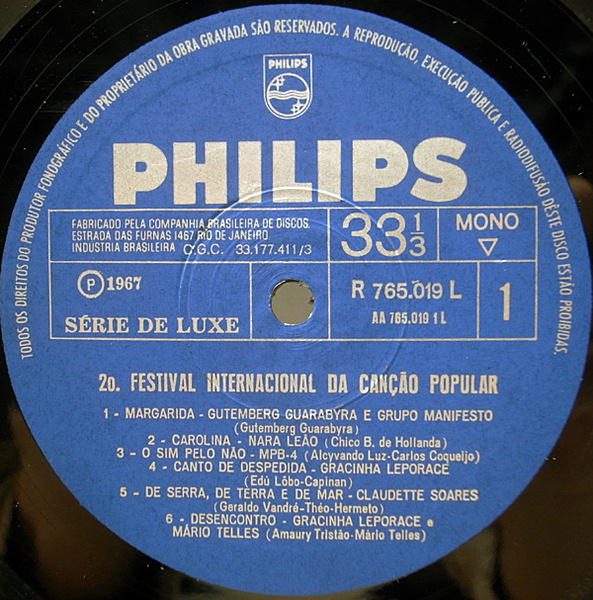 TODOS OS DIREITOS DO PRODUTOR FONOGRÁFICO E DO PROPRIETÁRIO DA OBRA GRAVADA SÃO RESERVADOS. A REPRODUÇÃO, EXECUÇÃO PÚBLICA E RADIODIFUSÃO DÊSTE DISCO ESTÃO PROIBIDAS.
PHILIPS
PHILIPS
FABRICADO PELA COMPANHIA BRASILEIRA DE DISCOS.
ESTRADA DAS FURNAS 1467 RIO DE JANEIRO
INDÚSTRIA BRASILEIRA C.G.C. 33.177.411/3
33 1/3
MONO
Ⓟ 1967
SÉRIE DE LUXE
R 765.019 L
AA 765.019 1 L
1
2o. FESTIVAL INTERNACIONAL DA CANÇÃO POPULAR
1 - MARGARIDA - GUTEMBERG GUARABYRA E GRUPO MANIFESTO
(Gutemberg Guarabyra)
2 - CAROLINA - NARA LEÃO (Chico B. de Hollanda)
3 - O SIM PELO NÃO - MPB-4 (Alcyvando Luz-Carlos Coqueijo)
4 - CANTO DE DESPEDIDA - GRACINHA LEPORACE
(Edú Lôbo-Capinan)
5 - DE SERRA, DE TERRA E DE MAR - CLAUDETTE SOARES
(Geraldo Vandré-Théo-Hermeto)
6 - DESENCONTRO - GRACINHA LEPORACE e
MÁRIO TELLES (Amaury Tristão-Mário Telles)